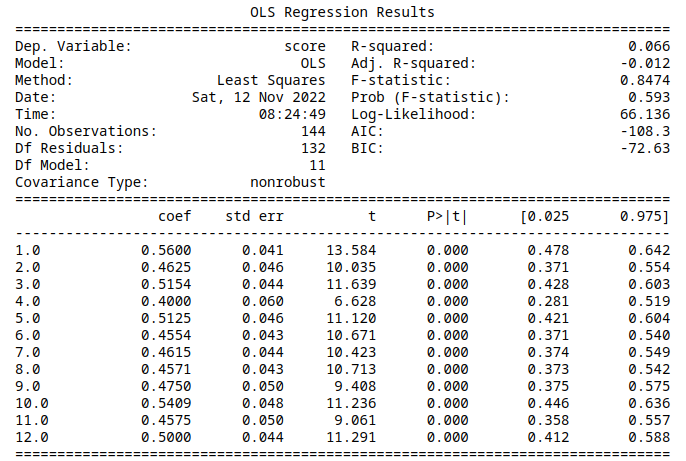 OLS Regression Results
==============================================================================
Dep. Variable: score R-squared: 0.066
Model: OLS Adj. R-squared: -0.012
Method: Least Squares F-statistic: 0.8474
Date: Sat, 12 Nov 2022 Prob (F-statistic): 0.593
Time: 08:24:49 Log-Likelihood: 66.136
No. Observations: 144 AIC: -108.3
Df Residuals: 132 BIC: -72.63
Df Model: 11
Covariance Type: nonrobust
==============================================================================
coef std err t P>|t| [0.025 0.975]
------------------------------------------------------------------------------
1.0 0.5600 0.041 13.584 0.000 0.478 0.642
2.0 0.4625 0.046 10.035 0.000 0.371 0.554
3.0 0.5154 0.044 11.639 0.000 0.428 0.603
4.0 0.4000 0.060 6.628 0.000 0.281 0.519
5.0 0.5125 0.046 11.120 0.000 0.421 0.604
6.0 0.4554 0.043 10.671 0.000 0.371 0.540
7.0 0.4615 0.044 10.423 0.000 0.374 0.549
8.0 0.4571 0.043 10.713 0.000 0.373 0.542
9.0 0.4750 0.050 9.408 0.000 0.375 0.575
10.0 0.5409 0.048 11.236 0.000 0.446 0.636
11.0 0.4575 0.050 9.061 0.000 0.358 0.557
12.0 0.5000 0.044 11.291 0.000 0.412 0.588
==============================================================================